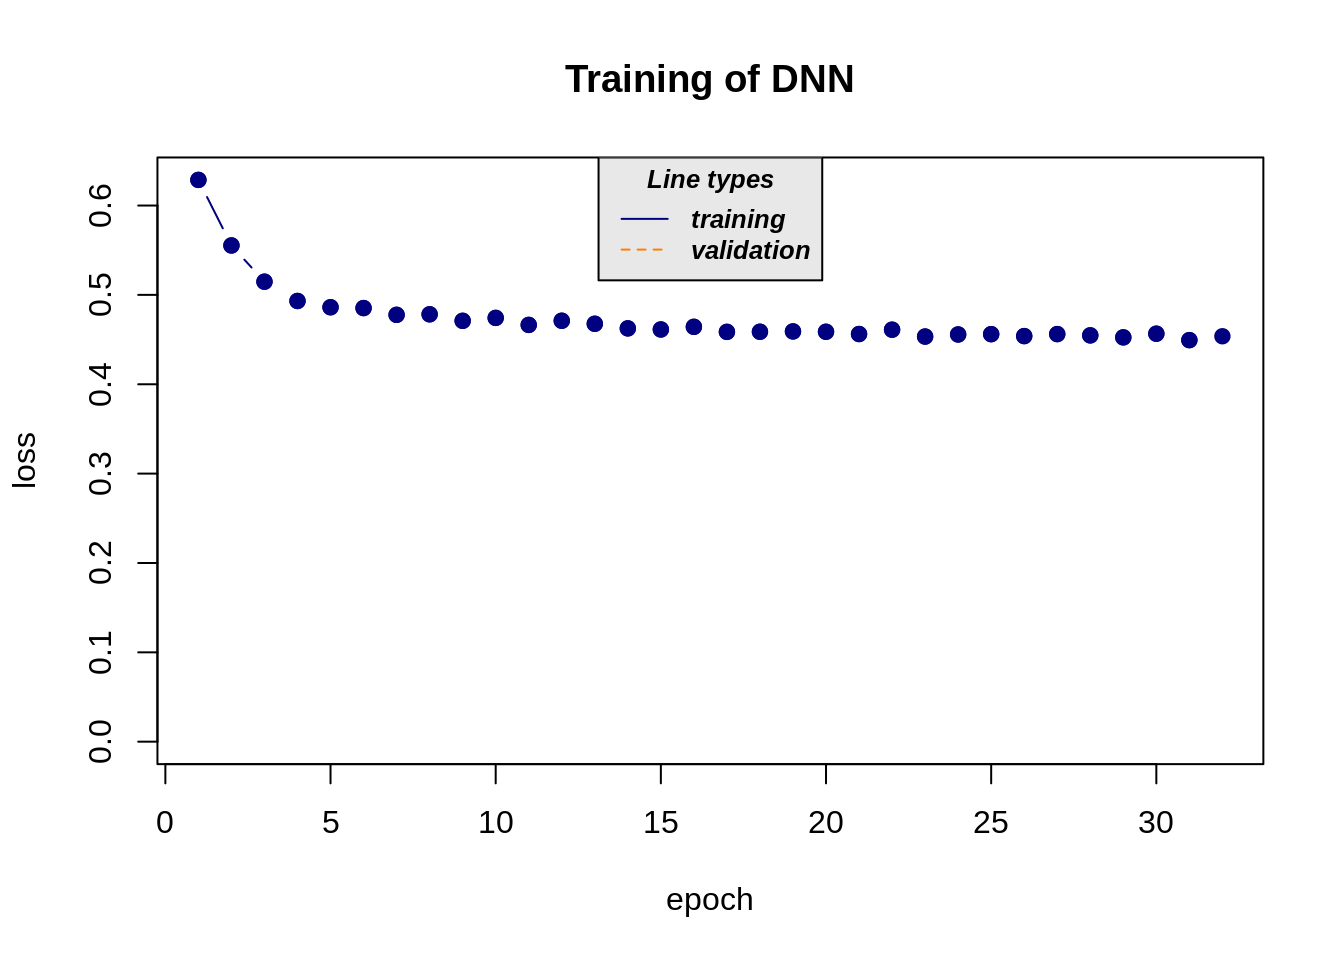 Training of DNN
Line types
training
validation
loss
0.6
0.5
0.4
0.3
0.2
0.1
0.0
0 5 10 15 20 25 30
epoch